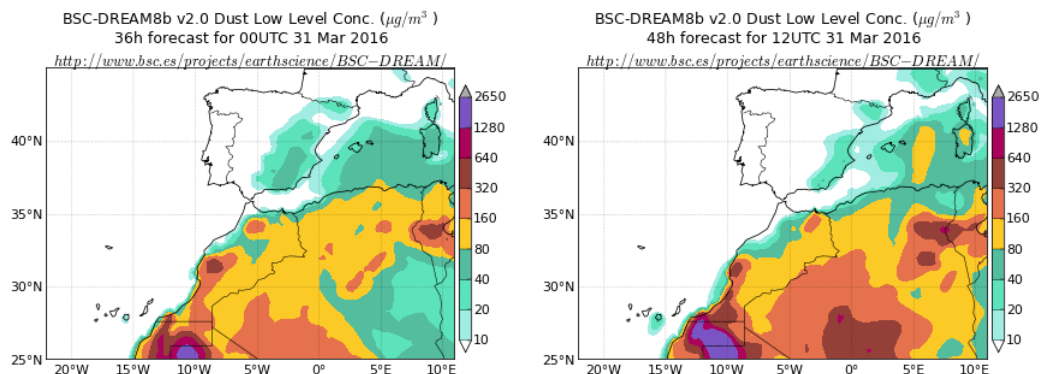 BSC-DREAM8b v2.0 Dust Low Level Conc. (μg/m³ )
36h forecast for 00UTC 31 Mar 2016
http://www.bsc.es/projects/earthscience/BSC−DREAM/
40°N
35°N
30°N
25°N
20°W
15°W
10°W
5°W
0°E
5°E
10°E
2650
1280
640
320
160
80
40
20
10
BSC-DREAM8b v2.0 Dust Low Level Conc. (μg/m³ )
48h forecast for 12UTC 31 Mar 2016
http://www.bsc.es/projects/earthscience/BSC−DREAM/
40°N
35°N
30°N
25°N
20°W
15°W
10°W
5°W
0°E
5°E
10°E
2650
1280
640
320
160
80
40
20
10